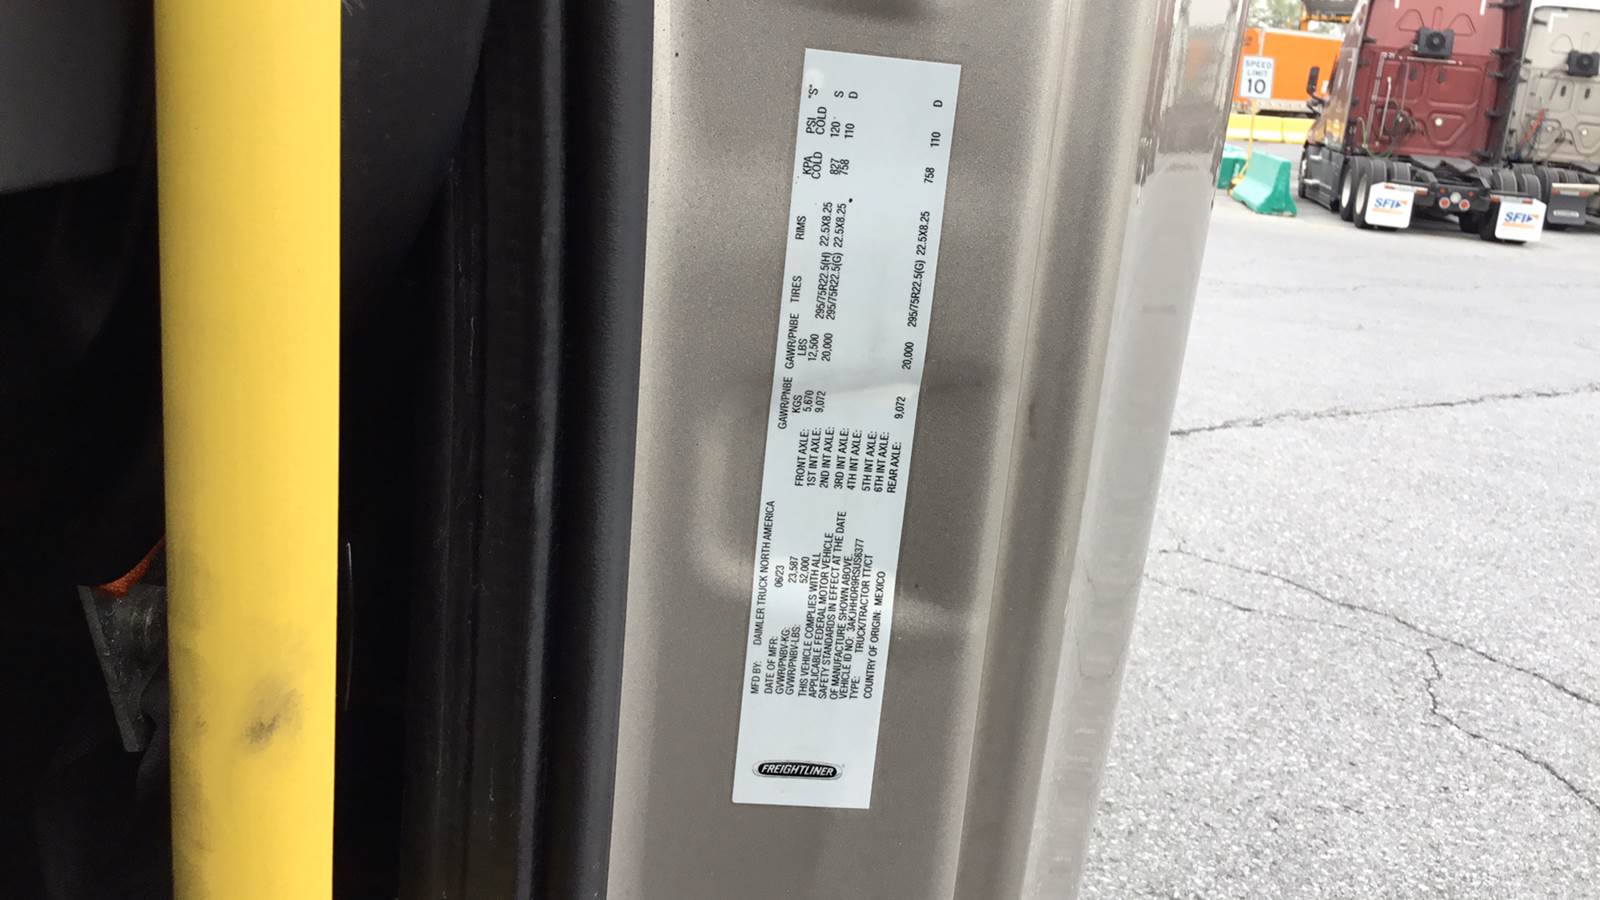 FREIGHTLINER
MFD BY: DAIMLER TRUCK NORTH AMERICA
DATE OF MFR: 06/23
GVWR/PNBV-KG: 23,587
GVWR/PNBV-LBS: 52,000
THIS VEHICLE COMPLIES WITH ALL
APPLICABLE FEDERAL MOTOR VEHICLE
SAFETY STANDARDS IN EFFECT AT THE DATE
OF MANUFACTURE SHOWN ABOVE.
VEHICLE ID NO: 3AKJHHDR9RSUS6377
TYPE: TRUCK/TRACTOR TT/CT
COUNTRY OF ORIGIN: MEXICO
GAWR/PNBE GAWR/PNBE TIRES RIMS KPA PSI "S"
KGS LBS COLD COLD
FRONT AXLE: 5,670 12,500 295/75R22.5(H) 22.5X8.25 827 120 S
1ST INT AXLE: 9,072 20,000 295/75R22.5(G) 22.5X8.25 758 110 D
2ND INT AXLE:
3RD INT AXLE:
4TH INT AXLE:
5TH INT AXLE:
6TH INT AXLE:
REAR AXLE: 9,072 20,000 295/75R22.5(G) 22.5X8.25 758 110 D
SPEED
LIMIT
10
SFI
SFI